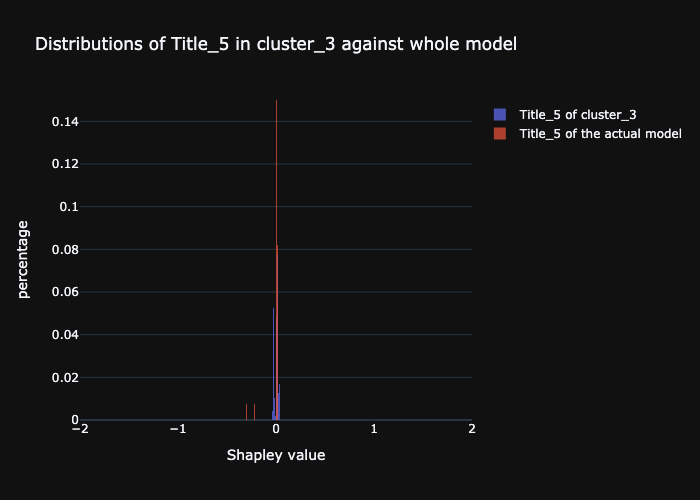 Distributions of Title_5 in cluster_3 against whole model
Title_5 of cluster_3
Title_5 of the actual model
percentage
0.14
0.12
0.1
0.08
0.06
0.04
0.02
0
−2
−1
0
1
2
Shapley value